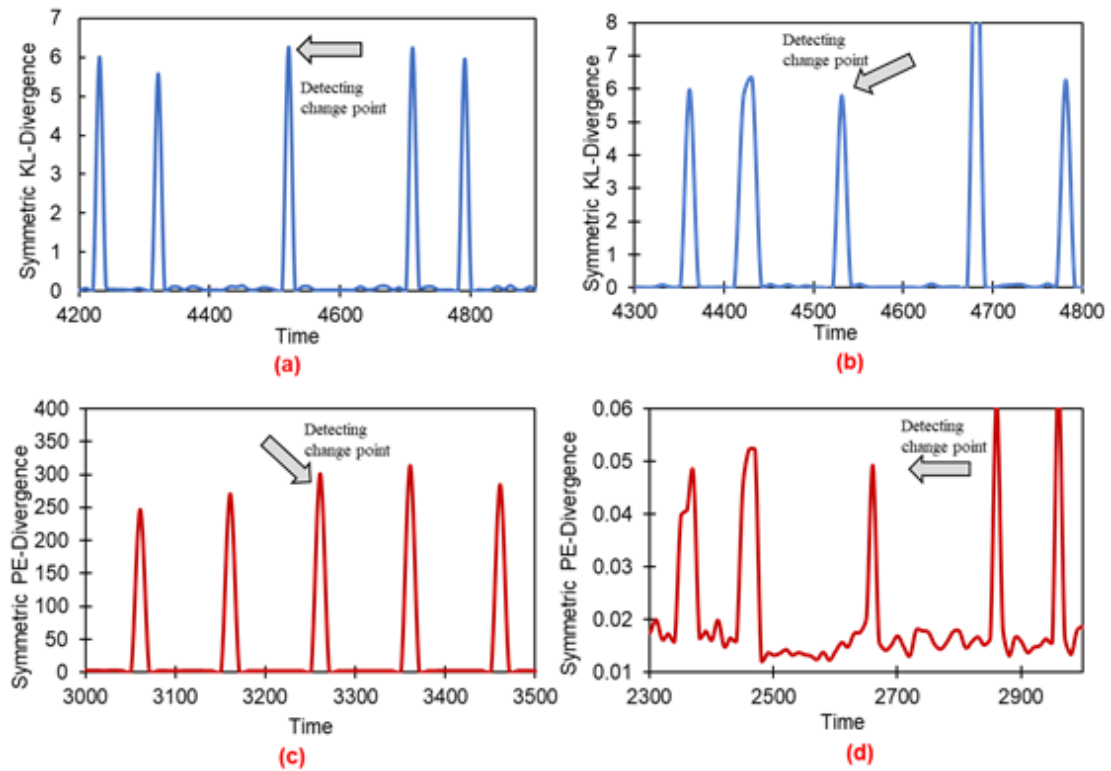 Symmetric KL-Divergence
7
6
5
4
3
2
1
0
4200
4400
4600
4800
Time
Detecting
change point
(a)
Symmetric KL-Divergence
8
7
6
5
4
3
2
1
0
4300
4400
4500
4600
4700
4800
Time
Detecting
change point
(b)
Symmetric PE-Divergence
400
350
300
250
200
150
100
50
0
3000
3100
3200
3300
3400
3500
Time
Detecting
change point
(c)
Symmetric PE-Divergence
0.06
0.05
0.04
0.03
0.02
0.01
2300
2500
2700
2900
Time
Detecting
change point
(d)